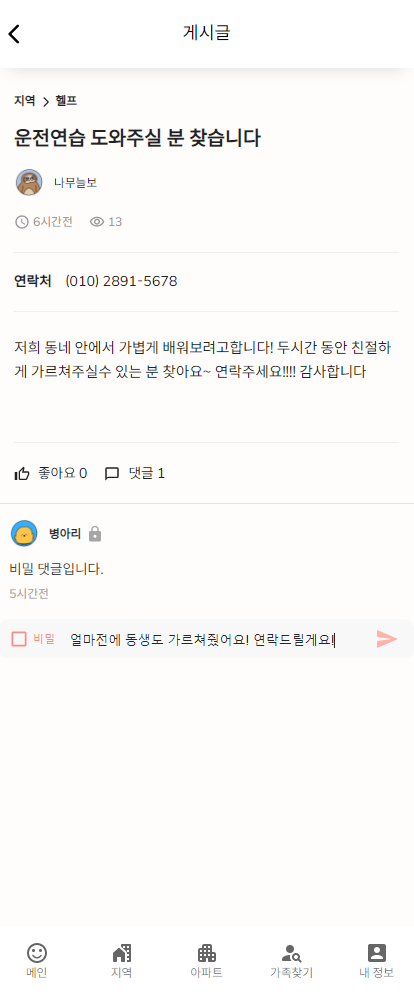 게시글
지역 > 헬프
운전연습 도와주실 분 찾습니다
나무늘보
6시간전 13
연락처 (010) 2891-5678
저희 동네 안에서 가볍게 배워보려고합니다! 두시간 동안 친절하
게 가르쳐주실수 있는 분 찾아요~ 연락주세요!!!! 감사합니다
좋아요 0 댓글 1
병아리
비밀 댓글입니다.
5시간전
비밀 얼마전에 동생도 가르쳐줬어요! 연락드릴게요!
메인 지역 아파트 가족찾기 내 정보